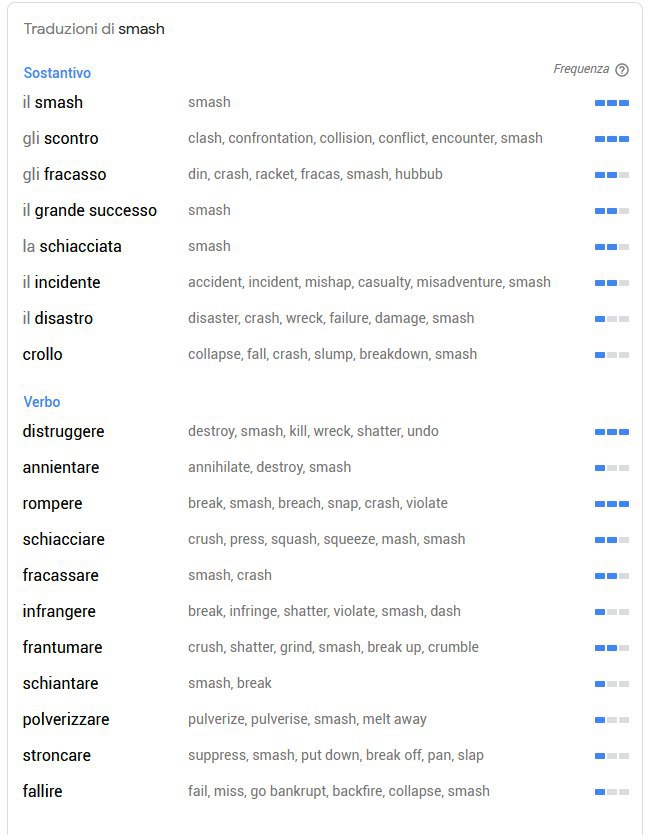 Traduzioni di smash
Sostantivo Frequenza
il smash smash
gli scontro clash, confrontation, collision, conflict, encounter, smash
gli fracasso din, crash, racket, fracas, smash, hubbub
il grande successo smash
la schiacciata smash
il incidente accident, incident, mishap, casualty, misadventure, smash
il disastro disaster, crash, wreck, failure, damage, smash
crollo collapse, fall, crash, slump, breakdown, smash
Verbo
distruggere destroy, smash, kill, wreck, shatter, undo
annientare annihilate, destroy, smash
rompere break, smash, breach, snap, crash, violate
schiacciare crush, press, squash, squeeze, mash, smash
fracassare smash, crash
infrangere break, infringe, shatter, violate, smash, dash
frantumare crush, shatter, grind, smash, break up, crumble
schiantare smash, break
polverizzare pulverize, pulverise, smash, melt away
stroncare suppress, smash, put down, break off, pan, slap
fallire fail, miss, go bankrupt, backfire, collapse, smash